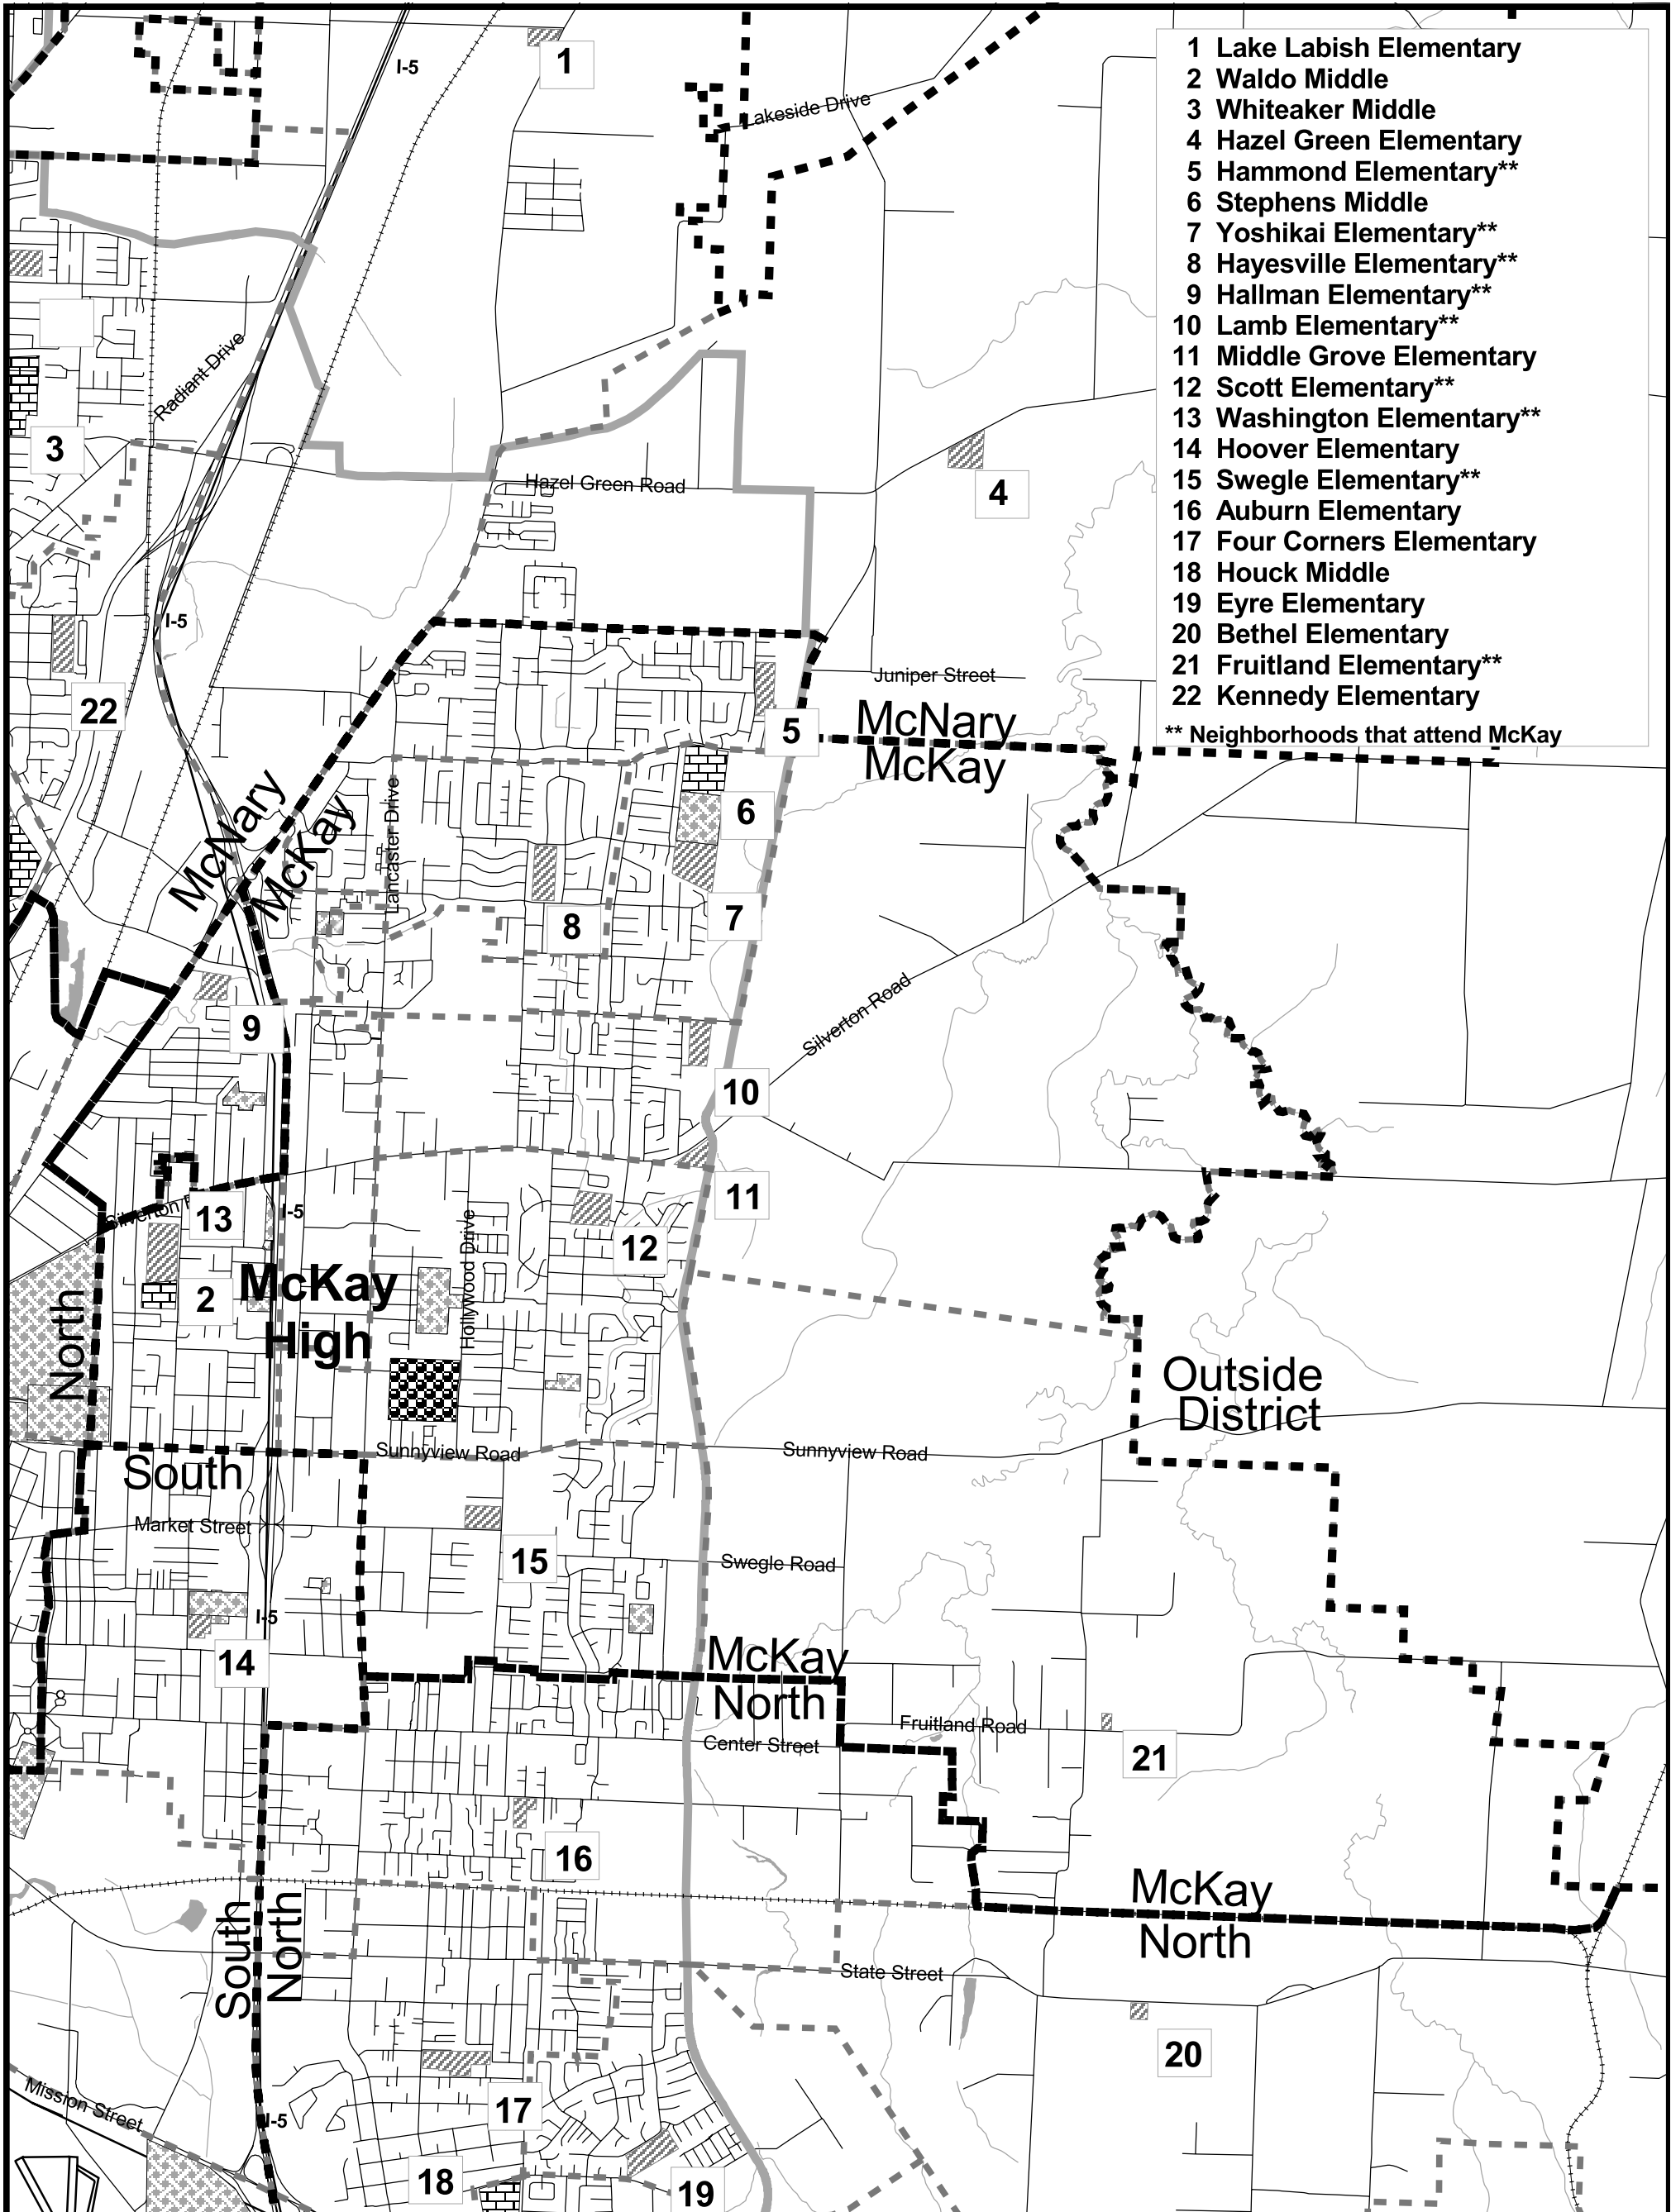 I-5
1
Lakeside Drive
1 Lake Labish Elementary
2 Waldo Middle
3 Whiteaker Middle
4 Hazel Green Elementary
5 Hammond Elementary**
6 Stephens Middle
7 Yoshikai Elementary**
8 Hayesville Elementary**
9 Hallman Elementary**
10 Lamb Elementary**
11 Middle Grove Elementary
12 Scott Elementary**
13 Washington Elementary**
14 Hoover Elementary
15 Swegle Elementary**
16 Auburn Elementary
17 Four Corners Elementary
18 Houck Middle
19 Eyre Elementary
20 Bethel Elementary
21 Fruitland Elementary**
22 Kennedy Elementary
** Neighborhoods that attend McKay
Radiant Drive
3
Hazel Green Road
4
I-5
Juniper Street
22
5
McNary
McKay
McNary
McKay
Lancaster Drive
6
7
8
Silverton Road
9
10
11
Silverton
13
I-5
12
Hollywood Drive
2
McKay
High
North
Outside
District
South
Sunnyview Road
Sunnyview Road
Market Street
15
Swegle Road
I-5
14
McKay
North
Fruitland Road
Center Street
21
16
McKay
North
South
North
State Street
20
Mission Street
I-5
17
18
19